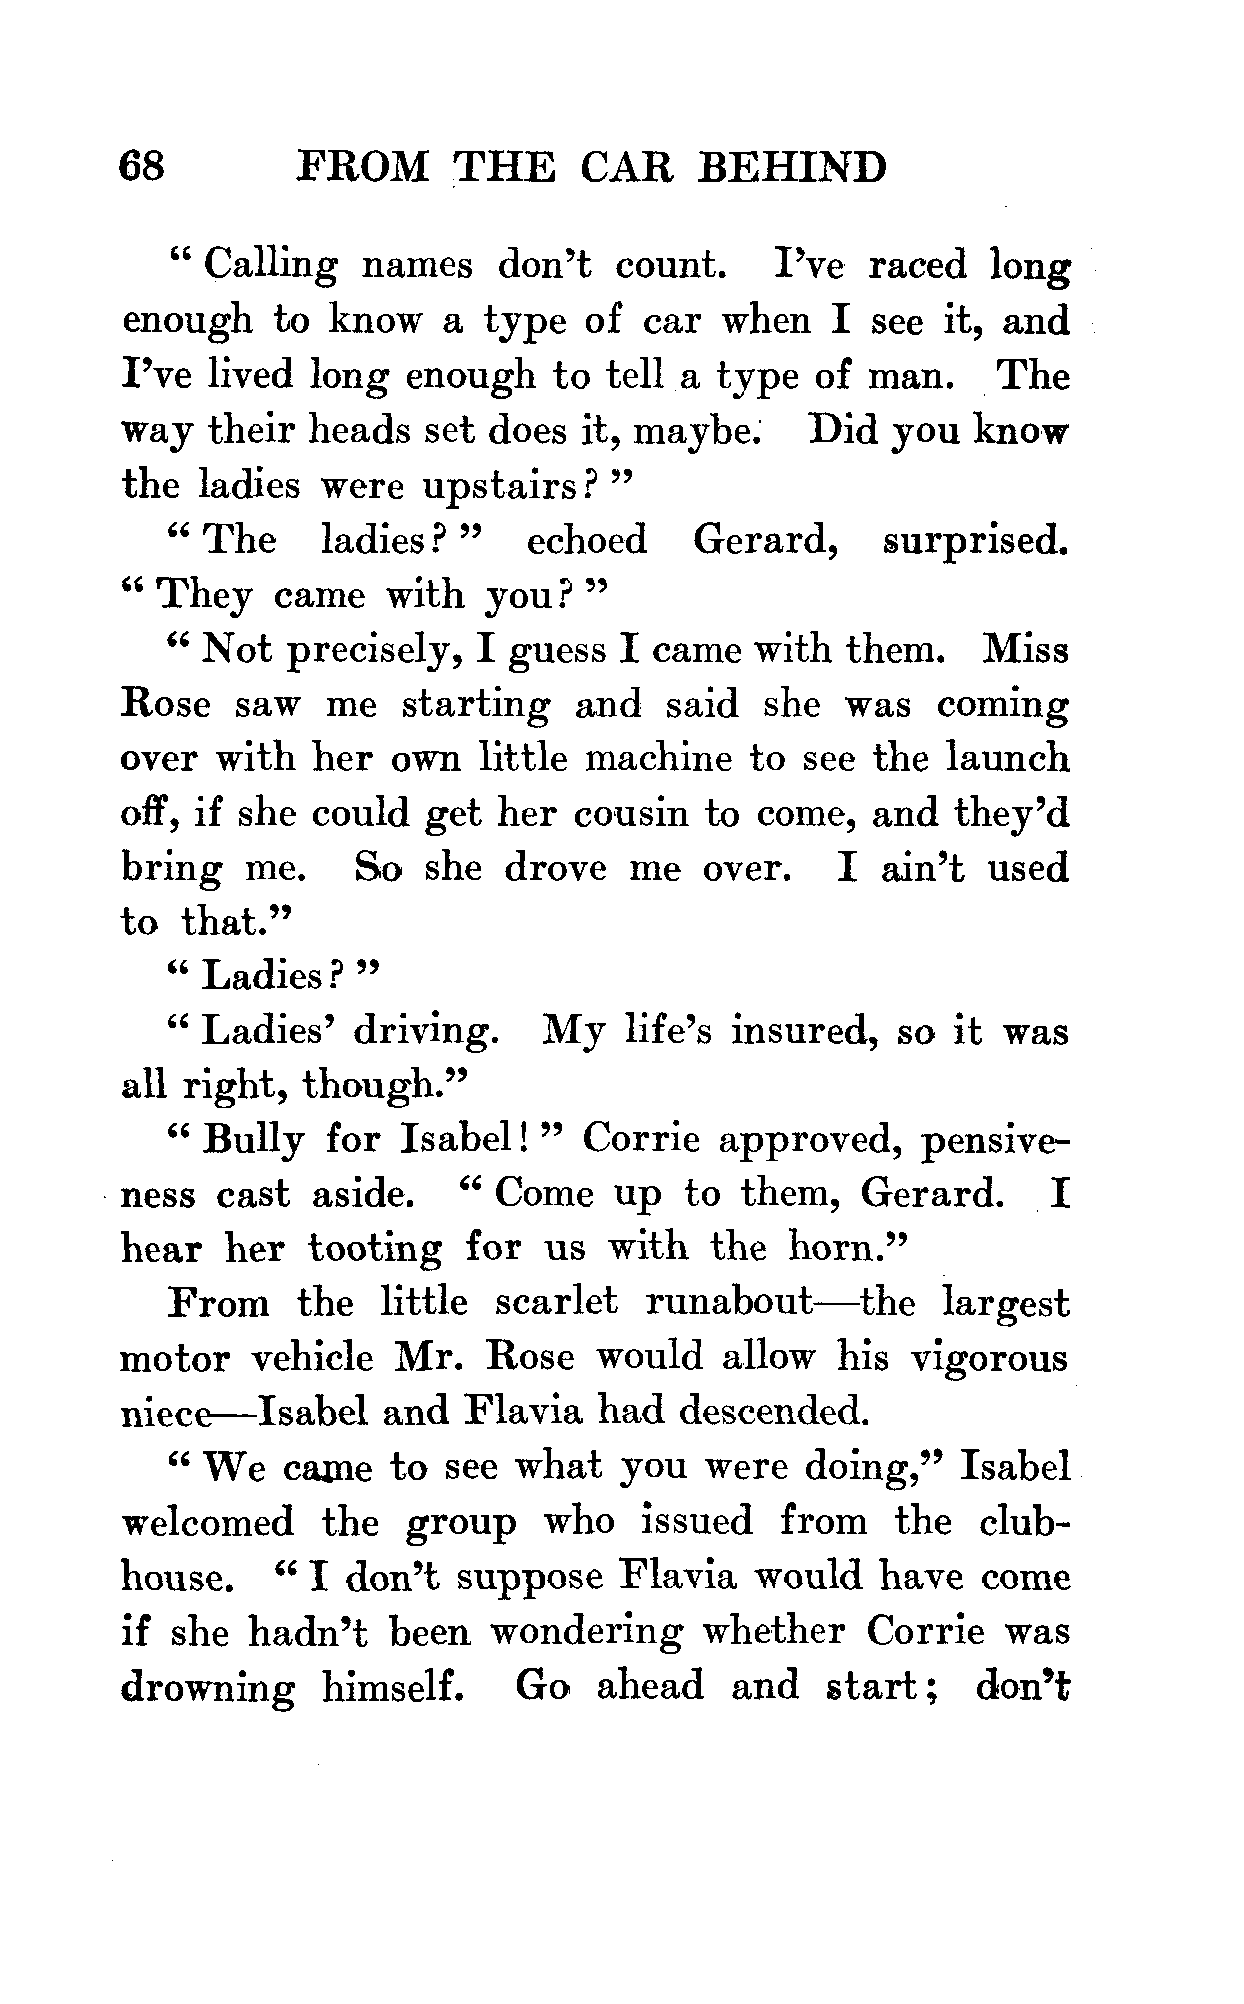 68 FROM THE CAR BEHIND
“ Calling names don’t count. I’ve raced long
enough to know a type of car when I see it, and
I’ve lived long enough to tell a type of man. The
way their heads set does it, maybe. Did you know
the ladies were upstairs? ”
“ The ladies? ” echoed Gerard, surprised.
“ They came with you? ”
“ Not precisely, I guess I came with them. Miss
Rose saw me starting and said she was coming
over with her own little machine to see the launch
off, if she could get her cousin to come, and they’d
bring me. So she drove me over. I ain’t used
to that.”
“ Ladies? ”
“ Ladies’ driving. My life’s insured, so it was
all right, though.”
“ Bully for Isabel! ” Corrie approved, pensive-
ness cast aside. “ Come up to them, Gerard. I
hear her tooting for us with the horn.”
From the little scarlet runabout—the largest
motor vehicle Mr. Rose would allow his vigorous
niece—Isabel and Flavia had descended.
“ We came to see what you were doing,” Isabel
welcomed the group who issued from the club-
house. “ I don’t suppose Flavia would have come
if she hadn’t been wondering whether Corrie was
drowning himself. Go ahead and start; don’t